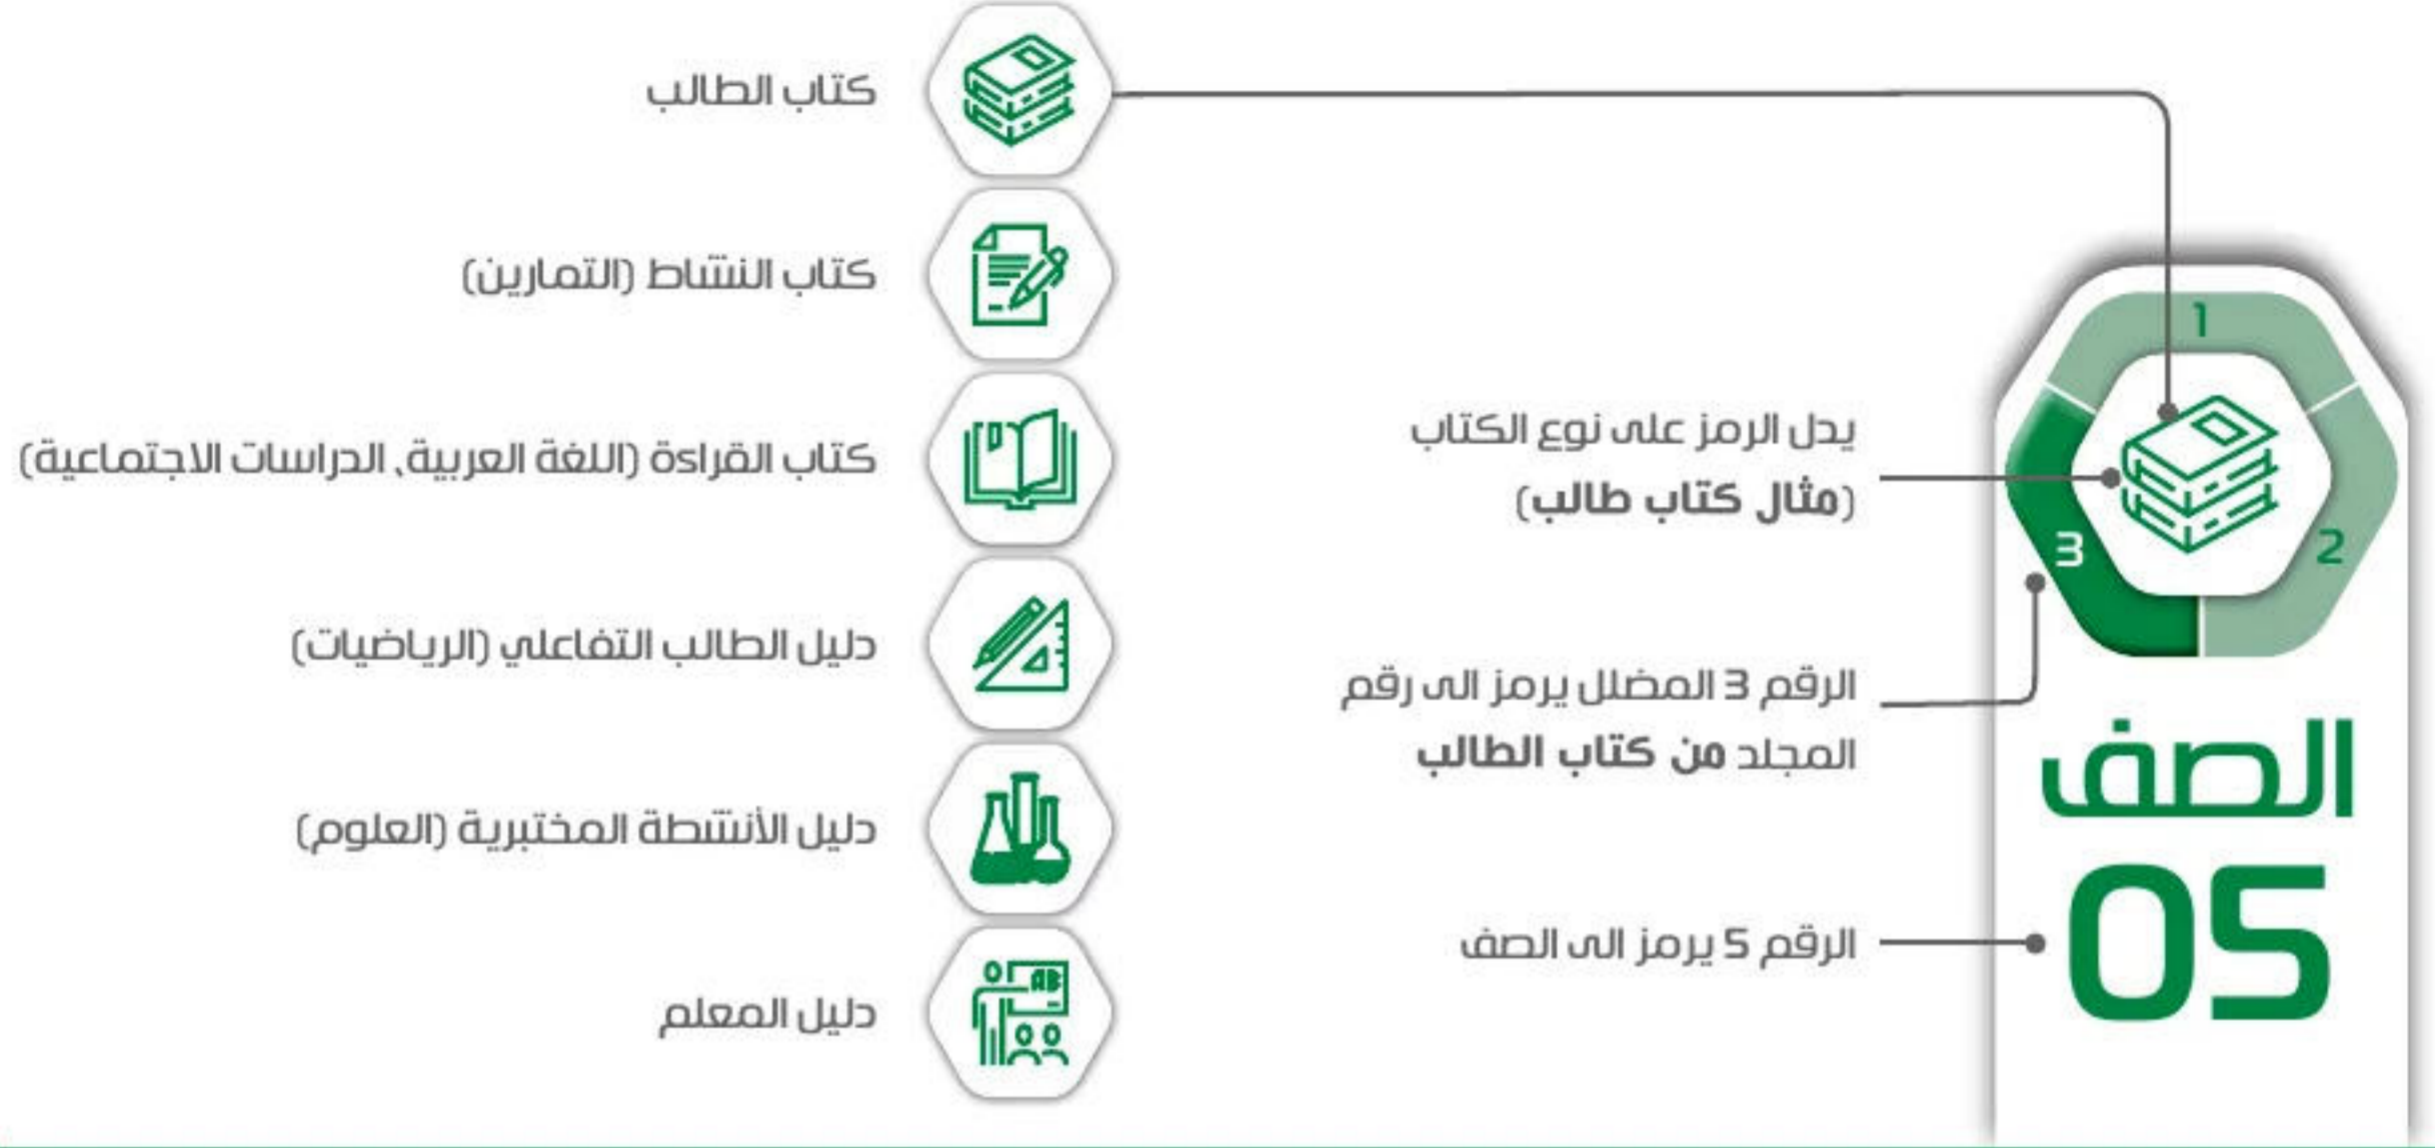 1
2
3
الصف
05
يدل الرمز على نوع الكتاب
(مثال كتاب طالب)
الرقم 3 المضلل يرمز الى رقم
المجلد من كتاب الطالب
الرقم 5 يرمز الى الصف
كتاب الطالب
كتاب النشاط (التمارين)
كتاب القراءة (اللغة العربية، الدراسات الاجتماعية)
دليل الطالب التفاعلي (الرياضيات)
دليل الأنشطة المختبرية (العلوم)
AB
دليل المعلم